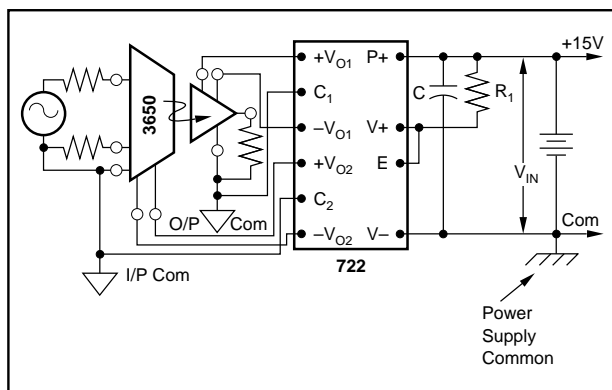 +15V
3650
+V_O1 P+
C_1 C R_1
–V_O1 V+
+V_O2 E
V_IN
C_2
O/P Com
–V_O2 V– Com
722
I/P Com
Power
Supply
Common